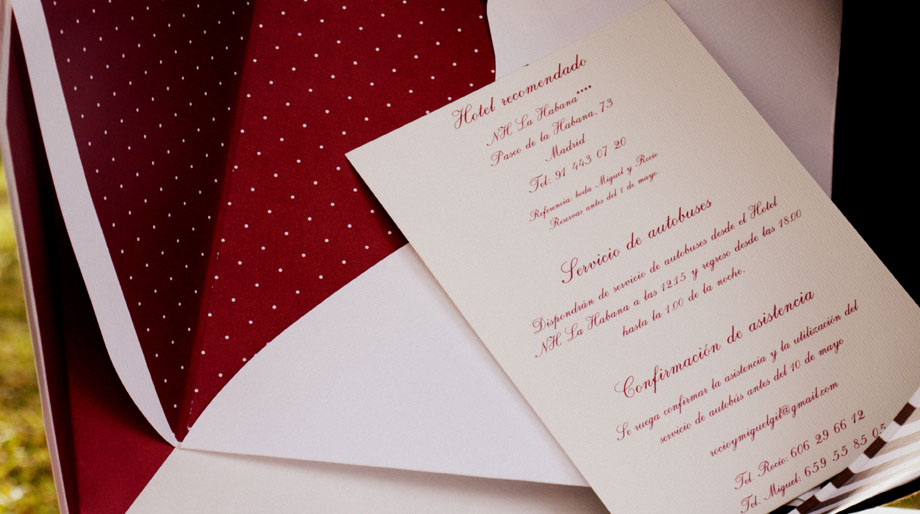 Hotel recomendado
NH La Habana****
Paseo de la Habana, 73
Madrid
Tel: 91 443 07 20
Referencia: boda Miguel y Rocío
Reservas antes del 1 de mayo.
Servicio de autobuses
Dispondrán de servicio de autobuses desde el Hotel
NH La Habana a las 12.15 y regreso desde las 18.00
hasta la 1.00 de la noche.
Confirmación de asistencia
Se ruega confirmar la asistencia y la utilización del
servicio de autobús antes del 10 de mayo
rocioymiguelgil@gmail.com
Tel. Rocío: 606 29 66 12
Tel. Miguel: 659 55 85 05